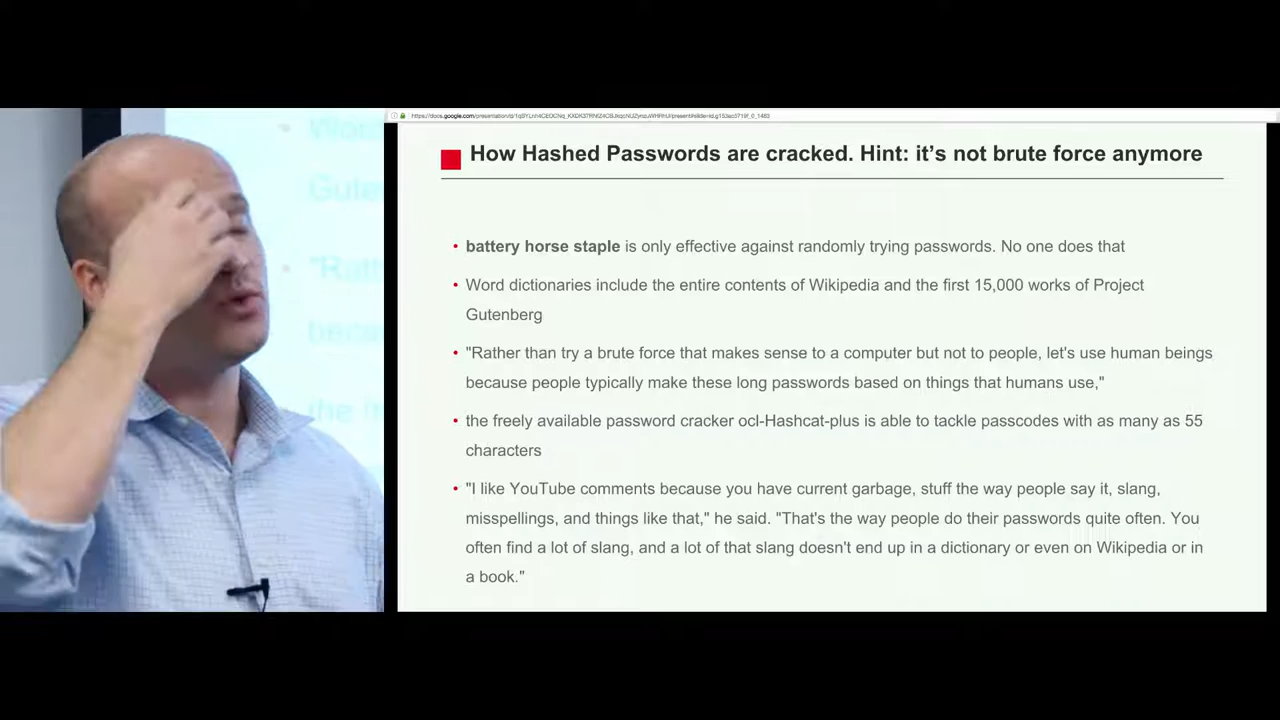 How Hashed Passwords are cracked. Hint: it's not brute force anymore
• battery horse staple is only effective against randomly trying passwords. No one does that
• Word dictionaries include the entire contents of Wikipedia and the first 15,000 works of Project
Gutenberg
• "Rather than try a brute force that makes sense to a computer but not to people, let's use human beings
because people typically make these long passwords based on things that humans use,"
• the freely available password cracker ocl-Hashcat-plus is able to tackle passcodes with as many as 55
characters
• "I like YouTube comments because you have current garbage, stuff the way people say it, slang,
misspellings, and things like that," he said. "That's the way people do their passwords quite often. You
often find a lot of slang, and a lot of that slang doesn't end up in a dictionary or even on Wikipedia or in
a book."